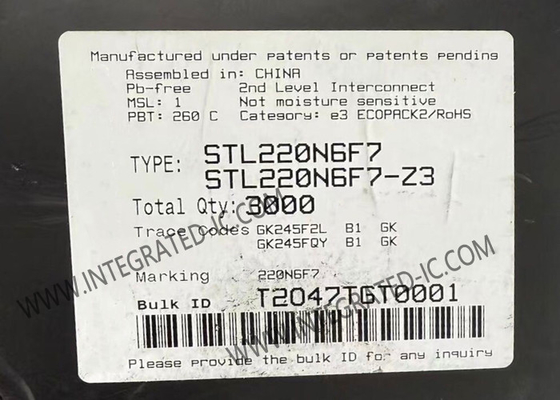 Manufactured under patents or patents pending
Assembled in: CHINA
Pb-free 2nd Level Interconnect
MSL: 1 Not moisture sensitive
PBT: 260 C Category: e3 ECOPACK2/RoHS
TYPE: STL220N6F7
STL220N6F7-Z3
Total Qty: 3000
Trace Codes GK245F2L B1 GK
GK245FQY B1 GK
Marking 220N6F7
Bulk ID T2047TGT0001
Please provide the bulk ID for any inquiry
WWW.INTEGRATED-IC.COM
WWW.INTEGRATED-IC.COM